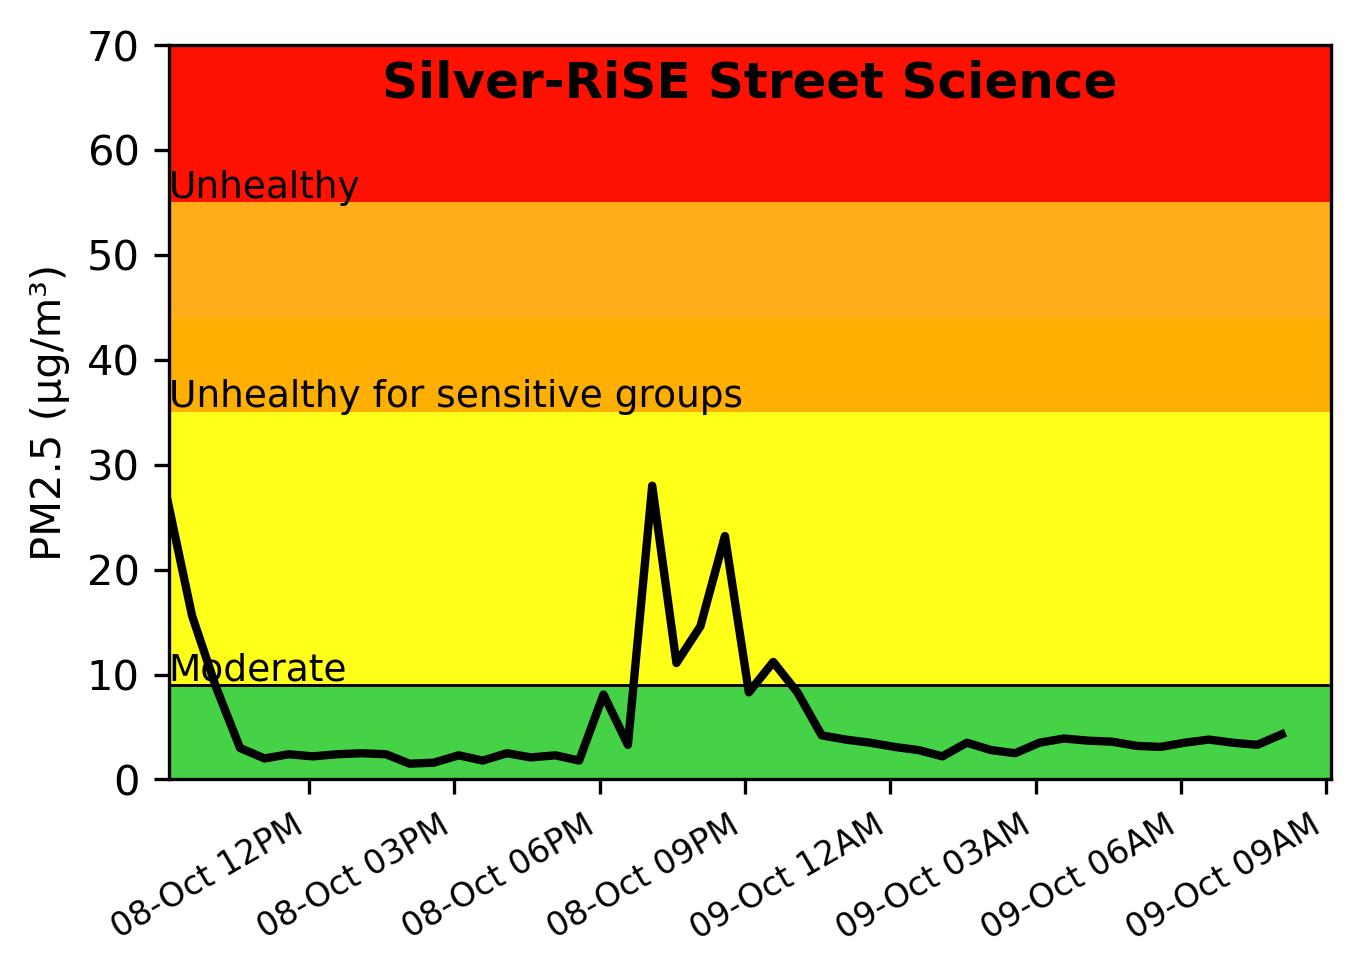 Silver-RiSE Street Science
PM2.5 (µg/m³)
70
60
50
40
30
20
10
0
Unhealthy
Unhealthy for sensitive groups
Moderate
08-Oct 12PM
08-Oct 03PM
08-Oct 06PM
08-Oct 09PM
09-Oct 12AM
09-Oct 03AM
09-Oct 06AM
09-Oct 09AM